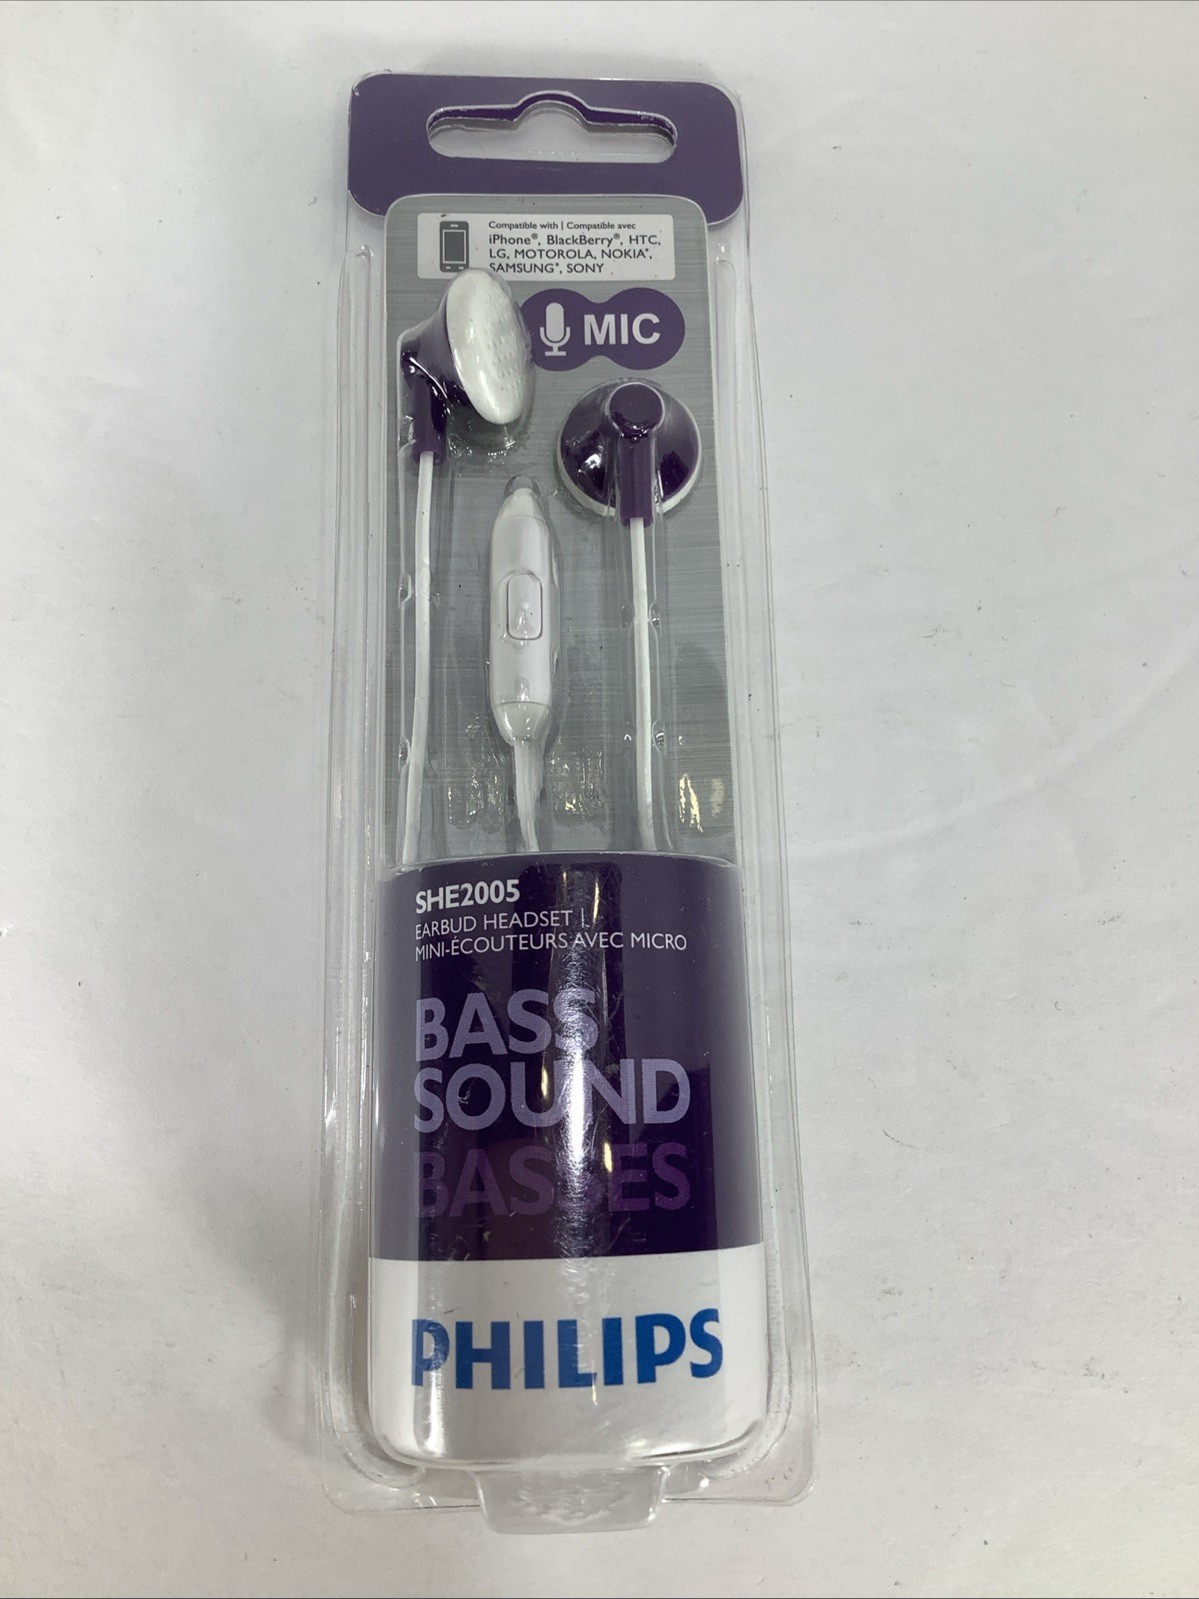 Compatible with | Compatible avec
iPhone®, BlackBerry®, HTC,
LG, MOTOROLA, NOKIA*,
SAMSUNG*, SONY
MIC
SHE2005
EARBUD HEADSET |
MINI-ÉCOUTEURS AVEC MICRO
BASS
SOUND
BASSES
PHILIPS